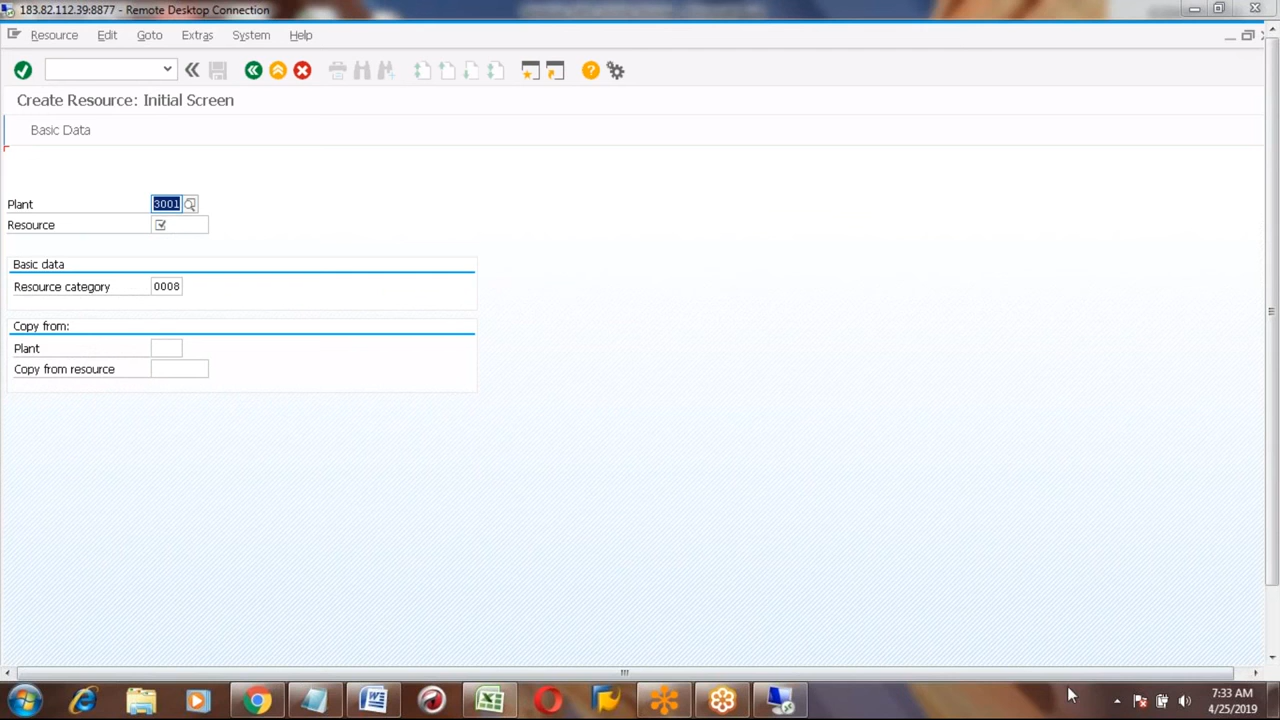 183.82.112.39:8877 - Remote Desktop Connection
Resource Edit Goto Extras System Help
Create Resource: Initial Screen
Basic Data
Plant 3001
Resource
Basic data
Resource category 0008
Copy from:
Plant
Copy from resource
7:33 AM
4/25/2019